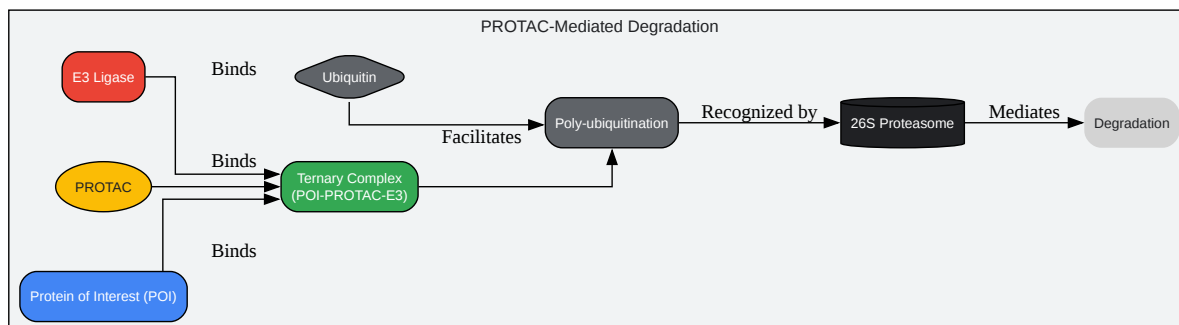 PROTAC-Mediated Degradation
E3 Ligase
Binds
Ubiquitin
Poly-ubiquitination
Recognized by
26S Proteasome
Mediates
Degradation
Facilitates
Binds
PROTAC
Ternary Complex
(POI-PROTAC-E3)
Binds
Protein of Interest (POI)